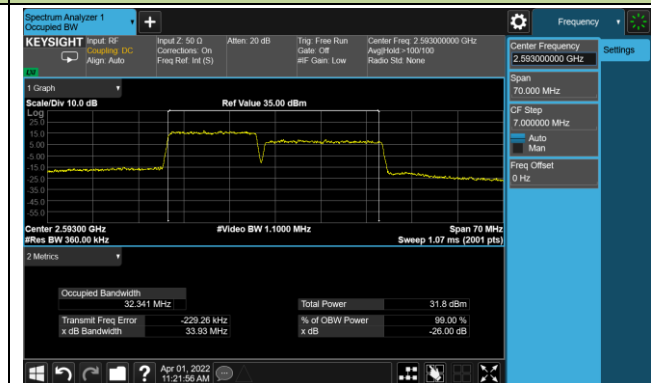 Spectrum Analyzer 1
Occupied BW
Frequency
KEYSIGHT Input: RF
Coupling: DC
Align: Auto
Input Z: 50 Ω
Corrections: On
Freq Ref: Int (S)
Atten: 20 dB
Trig: Free Run
Gate: Off
#IF Gain: Low
Center Freq: 2.593000000 GHz
Avg|Hold:>100/100
Radio Std: None
LW
Center Frequency
2.593000000 GHz
Settings
Span
70.000 MHz
CF Step
7.000000 MHz
Auto
Man
Freq Offset
0 Hz
1 Graph
Scale/Div 10.0 dB
Ref Value 35.00 dBm
Log
25.0
15.0
5.00
-5.00
-15.0
-25.0
-35.0
-45.0
-55.0
Center 2.59300 GHz
#Video BW 1.1000 MHz
Span 70 MHz
#Res BW 360.00 kHz
Sweep 1.07 ms (2001 pts)
2 Metrics
Occupied Bandwidth
32.341 MHz
Total Power 31.8 dBm
Transmit Freq Error -229.26 kHz
% of OBW Power 99.00 %
x dB Bandwidth 33.93 MHz
x dB -26.00 dB
Apr 01, 2022
11:21:56 AM